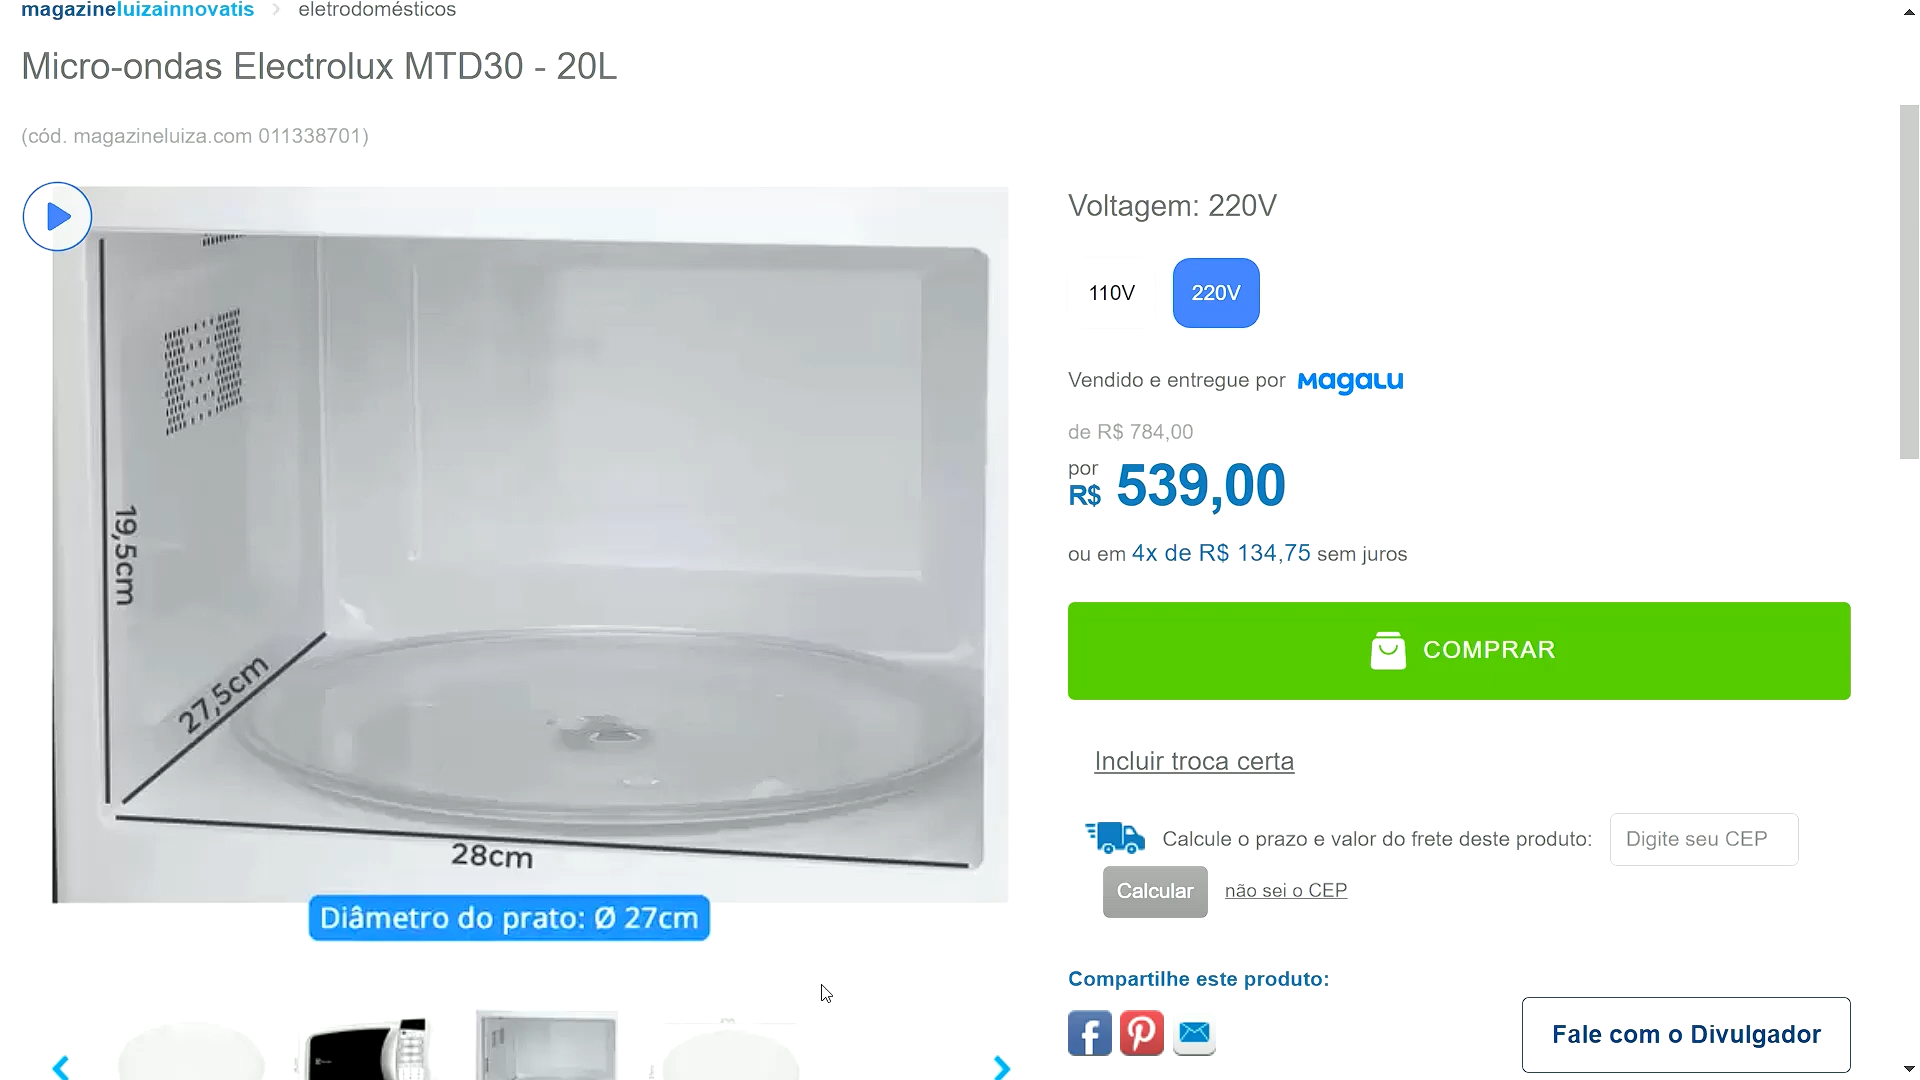 magazineluizainnovatis > eletrodomésticos
Micro-ondas Electrolux MTD30 - 20L
(cód. magazineluiza.com 011338701)
19,5cm
27,5cm
28cm
Diâmetro do prato: Ø 27cm
Voltagem: 220V
110V 220V
Vendido e entregue por magalu
de R$ 784,00
por
R$ 539,00
ou em 4x de R$ 134,75 sem juros
COMPRAR
Incluir troca certa
Calcule o prazo e valor do frete deste produto: Digite seu CEP
Calcular não sei o CEP
Compartilhe este produto:
Fale com o Divulgador